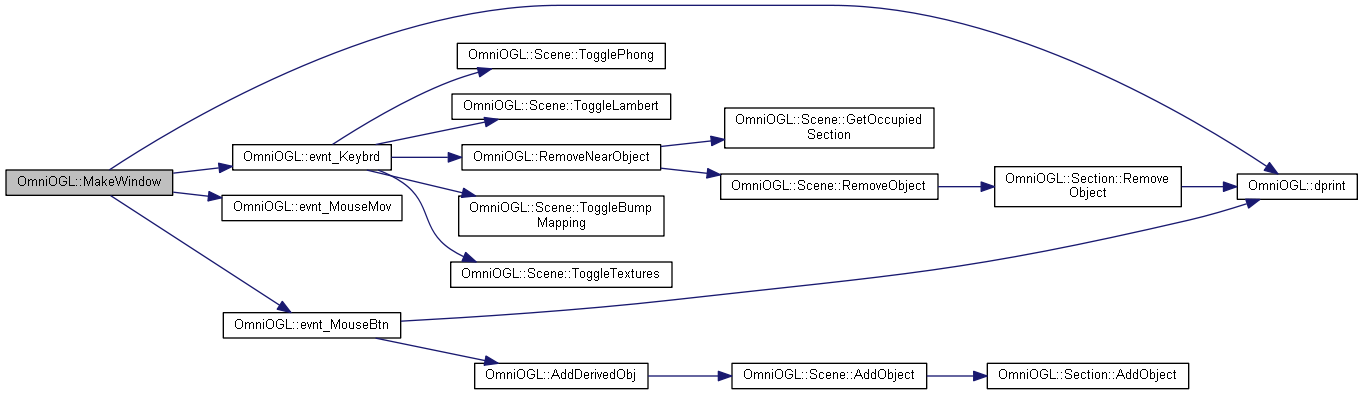 OmniOGL::MakeWindow
OmniOGL::evnt_Keybrd
OmniOGL::evnt_MouseMov
OmniOGL::evnt_MouseBtn
OmniOGL::Scene::TogglePhong
OmniOGL::Scene::ToggleLambert
OmniOGL::RemoveNearObject
OmniOGL::Scene::ToggleBump
Mapping
OmniOGL::Scene::ToggleTextures
OmniOGL::AddDerivedObj
OmniOGL::Scene::GetOccupied
Section
OmniOGL::Scene::RemoveObject
OmniOGL::Scene::AddObject
OmniOGL::Section::Remove
Object
OmniOGL::Section::AddObject
OmniOGL::dprint